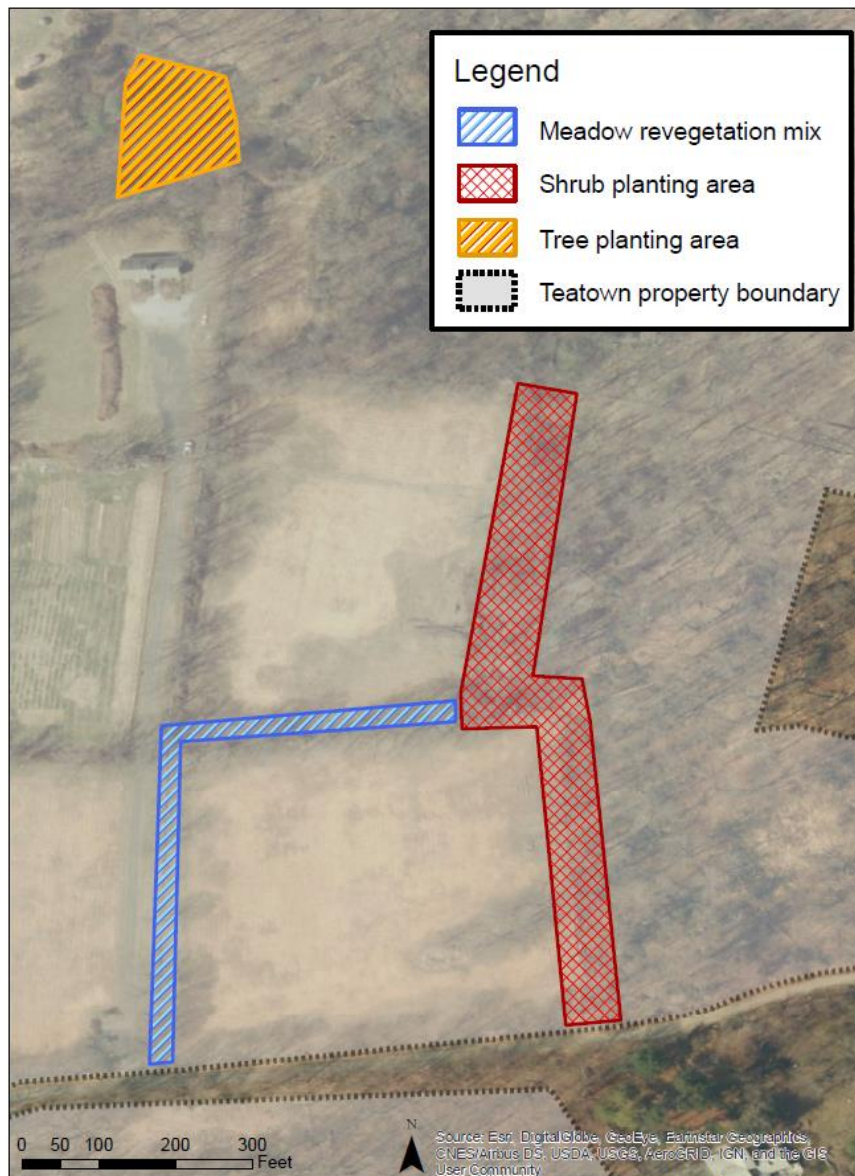 Legend
Meadow revegetation mix
Shrub planting area
Tree planting area
Teatown property boundary
0 50 100 200 300
Feet
N
Source: Esri, DigitalGlobe, GeoEye, Earthstar Geographics,
CNES/Airbus DS, USDA, USGS, AeroGRID, IGN, and the GIS
User Community